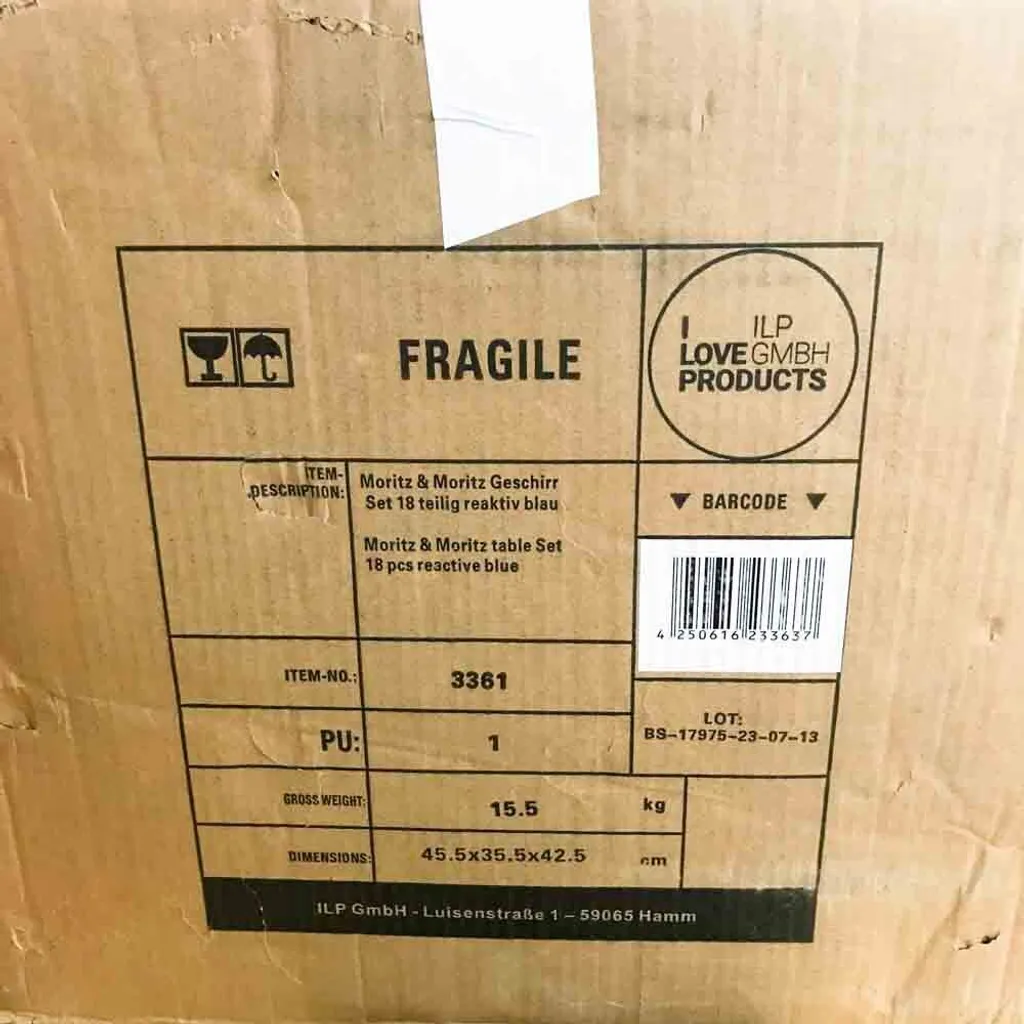 FRAGILE
I
LOVE
PRODUCTS
ILP
GMBH
ITEM-
DESCRIPTION:
Moritz & Moritz Geschirr
Set 18 teilig reaktiv blau
Moritz & Moritz table Set
18 pcs reactive blue
▼ BARCODE ▼
4 250616 233637
ITEM-NO.: 3361
LOT:
BS-17975-23-07-13
PU: 1
GROSS WEIGHT: 15.5 kg
DIMENSIONS: 45.5x35.5x42.5 cm
ILP GmbH - Luisenstraße 1 – 59065 Hamm